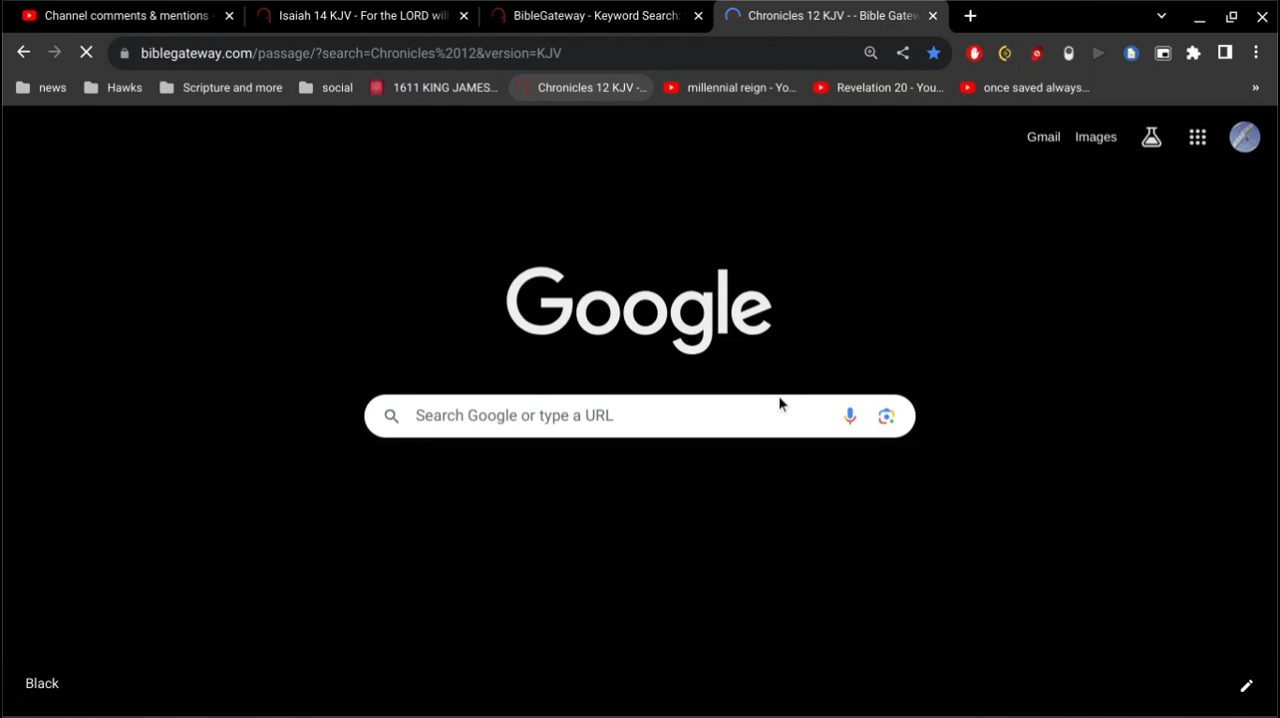 Channel comments & mentions -
Isaiah 14 KJV - For the LORD will
BibleGateway - Keyword Search:
Chronicles 12 KJV - - Bible Gatew
biblegateway.com/passage/?search=Chronicles%2012&version=KJV
news
Hawks
Scripture and more
social
1611 KING JAMES...
Chronicles 12 KJV -...
millennial reign - Yo...
Revelation 20 - You...
once saved always...
»
Gmail
Images
Google
Search Google or type a URL
Black